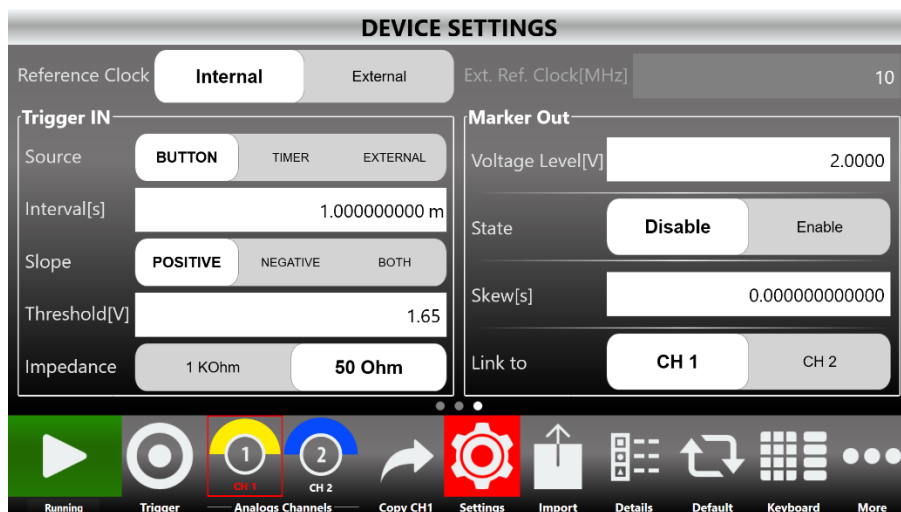 DEVICE SETTINGS
Reference Clock Internal External Ext. Ref. Clock[MHz] 10
Trigger IN
Source BUTTON TIMER EXTERNAL
Interval[s] 1.000000000 m
Slope POSITIVE NEGATIVE BOTH
Threshold[V] 1.65
Impedance 1 KOhm 50 Ohm
Marker Out
Voltage Level[V] 2.0000
State Disable Enable
Skew[s] 0.000000000000
Link to CH 1 CH 2
1 2
CH 1 CH 2
Running Trigger Analogs Channels Copy CH1 Settings Import Details Default Keyboard More